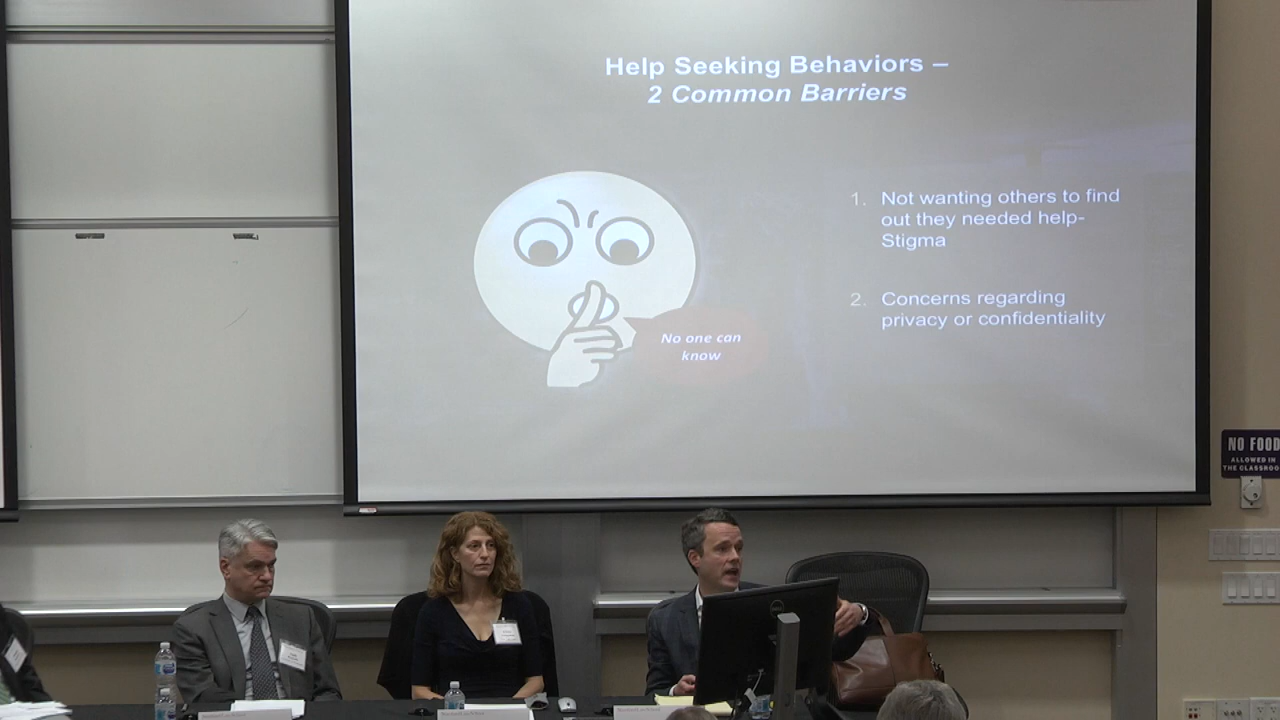 Help Seeking Behaviors –
2 Common Barriers
1. Not wanting others to find
out they needed help-
Stigma
2. Concerns regarding
privacy or confidentiality
No one can
know
NO FOOD
ALLOWED IN
THE CLASSROO
DELL